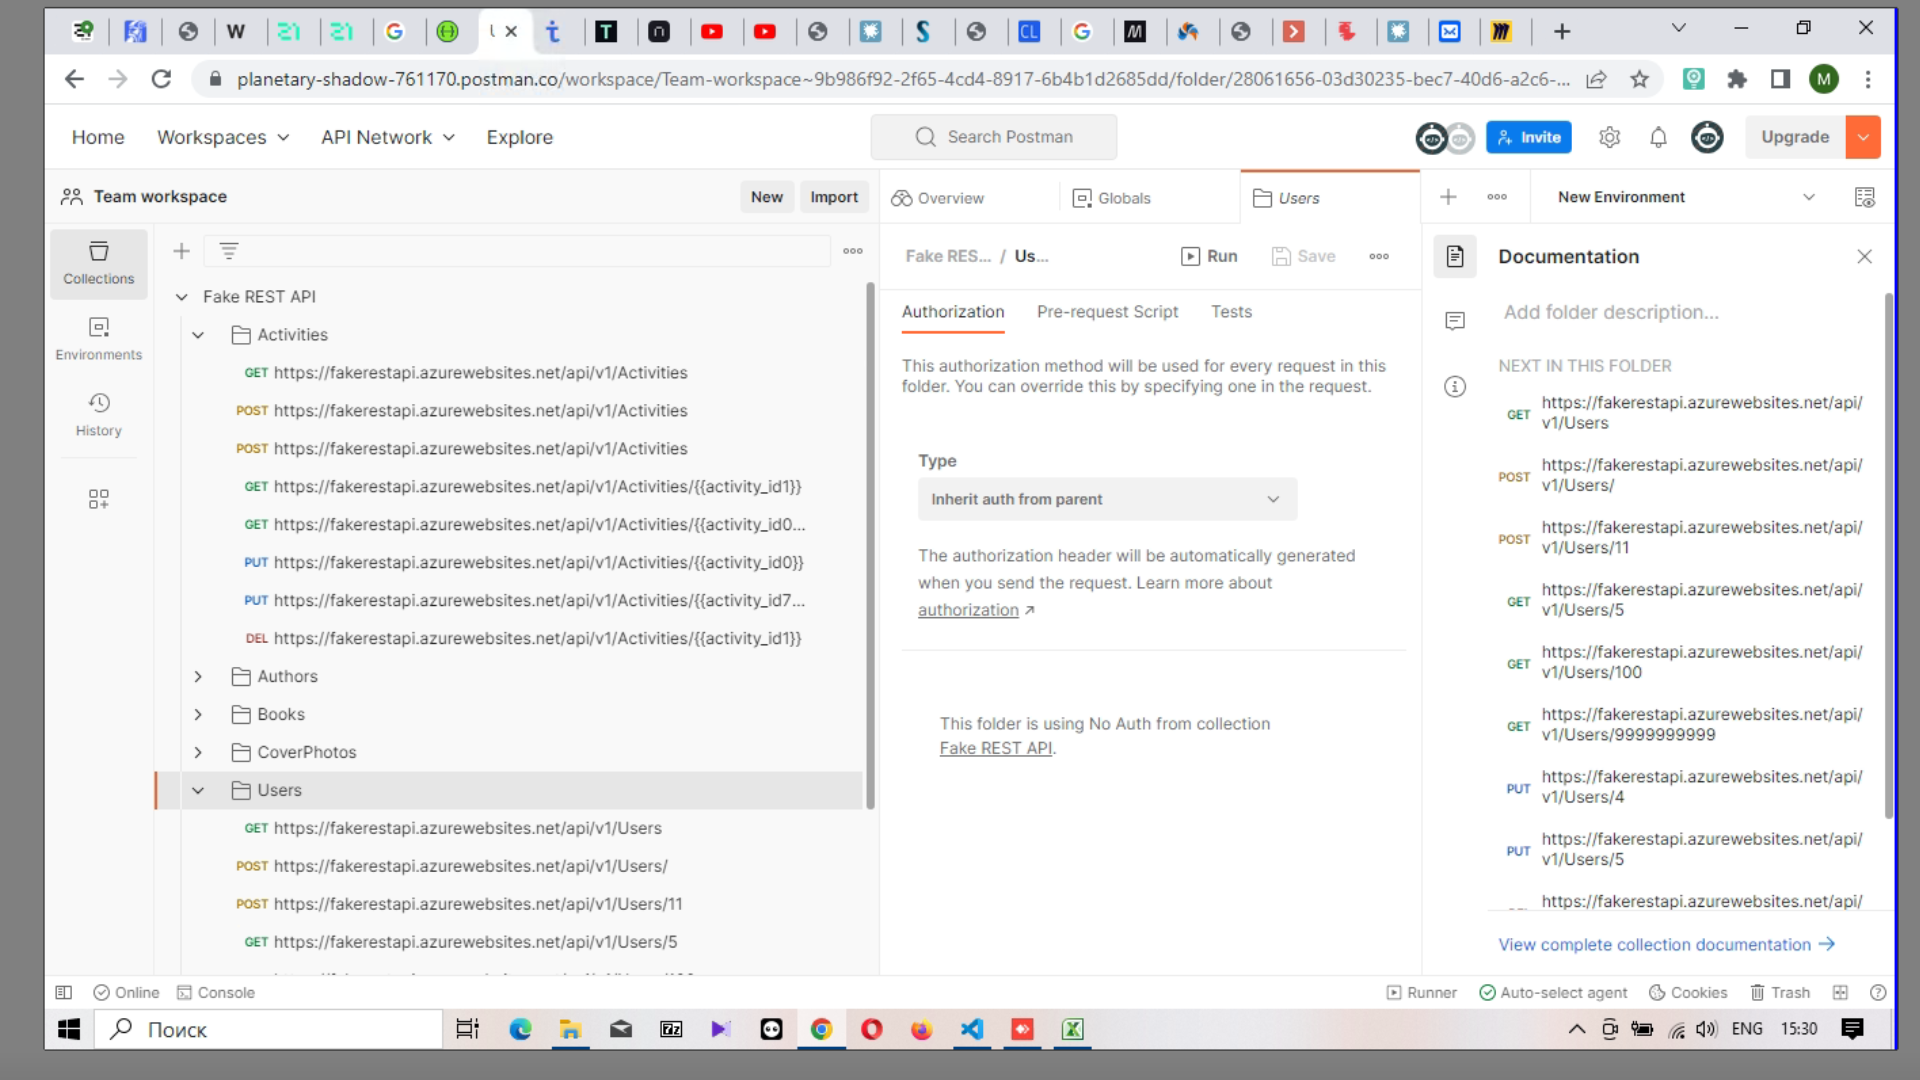 planetary-shadow-761170.postman.co/workspace/Team-workspace~9b986f92-2f65-4cd4-8917-6b4b1d2685dd/folder/28061656-03d30235-bec7-40d6-a2c6-...
M
Home
Workspaces
API Network
Explore
Search Postman
Invite
Upgrade
Team workspace
New
Import
Overview
Globals
Users
New Environment
Collections
Environments
History
Fake REST API
Activities
GET https://fakerestapi.azurewebsites.net/api/v1/Activities
POST https://fakerestapi.azurewebsites.net/api/v1/Activities
POST https://fakerestapi.azurewebsites.net/api/v1/Activities
GET https://fakerestapi.azurewebsites.net/api/v1/Activities/{{activity_id1}}
GET https://fakerestapi.azurewebsites.net/api/v1/Activities/{{activity_id0...
PUT https://fakerestapi.azurewebsites.net/api/v1/Activities/{{activity_id0}}
PUT https://fakerestapi.azurewebsites.net/api/v1/Activities/{{activity_id7...
DEL https://fakerestapi.azurewebsites.net/api/v1/Activities/{{activity_id1}}
Authors
Books
CoverPhotos
Users
GET https://fakerestapi.azurewebsites.net/api/v1/Users
POST https://fakerestapi.azurewebsites.net/api/v1/Users/
POST https://fakerestapi.azurewebsites.net/api/v1/Users/11
GET https://fakerestapi.azurewebsites.net/api/v1/Users/5
Fake RES... / Us...
Run
Save
Authorization
Pre-request Script
Tests
This authorization method will be used for every request in this
folder. You can override this by specifying one in the request.
Type
Inherit auth from parent
The authorization header will be automatically generated
when you send the request. Learn more about
authorization ↗
This folder is using No Auth from collection
Fake REST API.
Documentation
Add folder description...
NEXT IN THIS FOLDER
GET https://fakerestapi.azurewebsites.net/api/
v1/Users
POST https://fakerestapi.azurewebsites.net/api/
v1/Users/
POST https://fakerestapi.azurewebsites.net/api/
v1/Users/11
GET https://fakerestapi.azurewebsites.net/api/
v1/Users/5
GET https://fakerestapi.azurewebsites.net/api/
v1/Users/100
GET https://fakerestapi.azurewebsites.net/api/
v1/Users/9999999999
PUT https://fakerestapi.azurewebsites.net/api/
v1/Users/4
PUT https://fakerestapi.azurewebsites.net/api/
v1/Users/5
https://fakerestapi.azurewebsites.net/api/
View complete collection documentation →
Online
Console
Runner
Auto-select agent
Cookies
Trash
Поиск
ENG
15:30